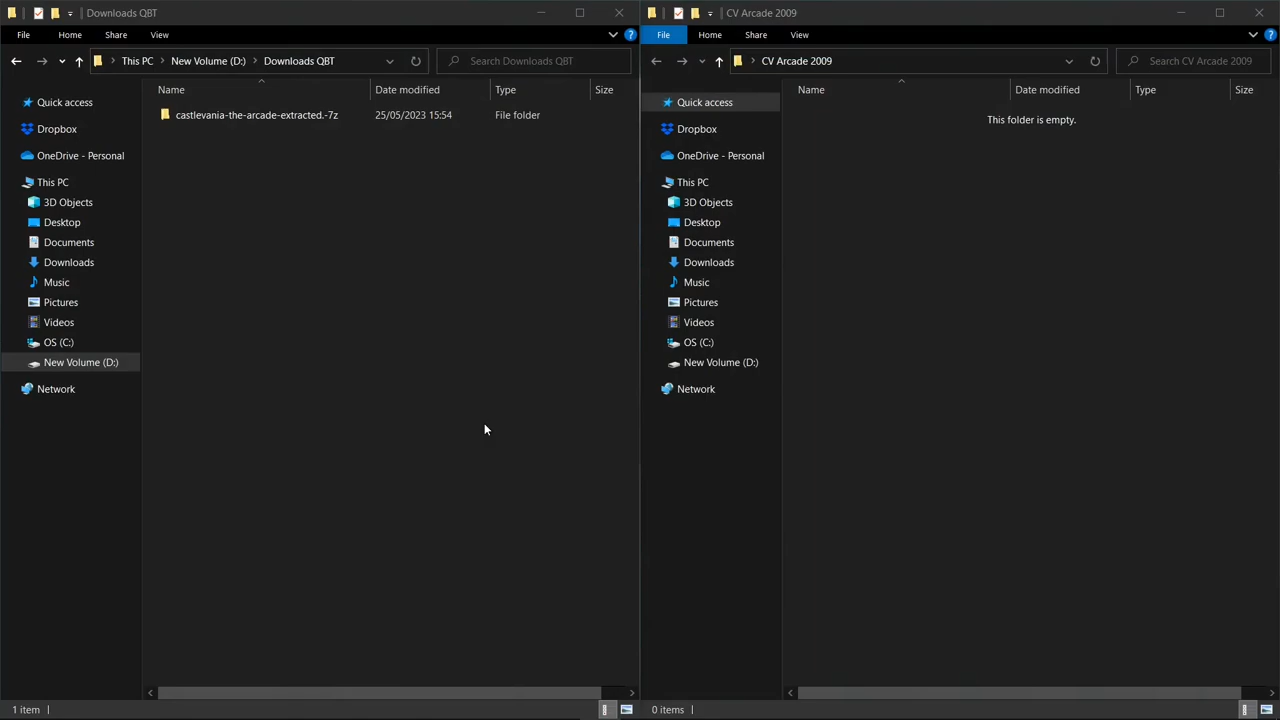 Downloads QBT
File Home Share View
This PC New Volume (D:) Downloads QBT
Search Downloads QBT
Name Date modified Type Size
castlevania-the-arcade-extracted.-7z 25/05/2023 15:54 File folder
Quick access
Dropbox
OneDrive - Personal
This PC
3D Objects
Desktop
Documents
Downloads
Music
Pictures
Videos
OS (C:)
New Volume (D:)
Network
1 item
CV Arcade 2009
File Home Share View
CV Arcade 2009
Search CV Arcade 2009
Name Date modified Type Size
This folder is empty.
Quick access
Dropbox
OneDrive - Personal
This PC
3D Objects
Desktop
Documents
Downloads
Music
Pictures
Videos
OS (C:)
New Volume (D:)
Network
0 items